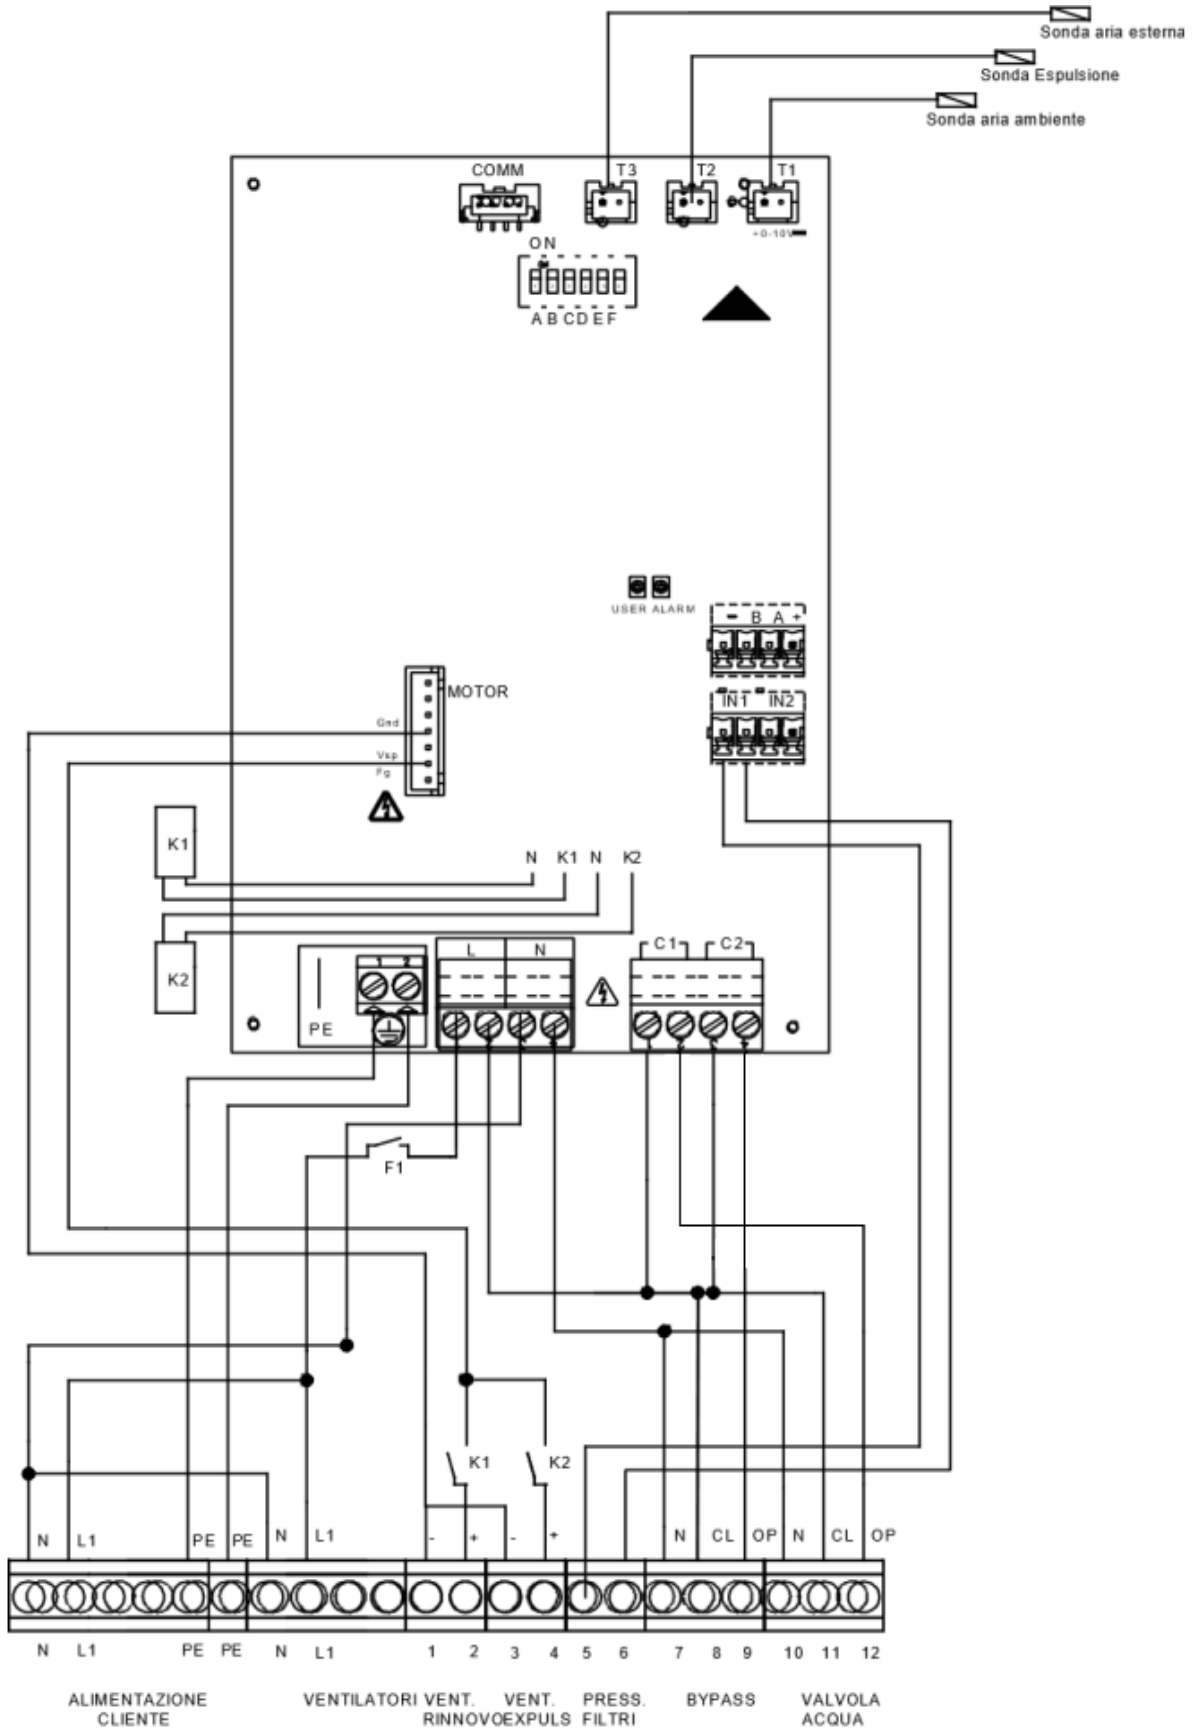 Sonda aria esterna
Sonda Espulsione
Sonda aria ambiente
COMM
T3
T2
T1
+0-10V
ON
A B C D E F
USER ALARM
- B A +
IN1 IN2
MOTOR
Gnd
Vsp
Fg
K1
N K1 N K2
K2
1 2
PE
L N
C1 C2
F1
K1 K2
N L1 PE PE N L1 - + - + N CL OP N CL OP
N L1 PE PE N L1 1 2 3 4 5 6 7 8 9 10 11 12
ALIMENTAZIONE
CLIENTE
VENTILATORI
VENT.
RINNOVO
VENT.
EXPULS
PRESS.
FILTRI
BYPASS
VALVOLA
ACQUA